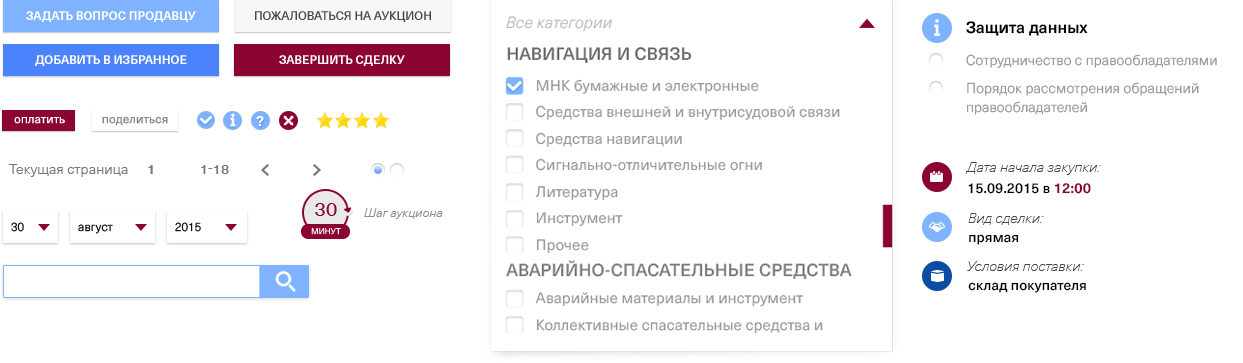 ЗАДАТЬ ВОПРОС ПРОДАВЦУ
ПОЖАЛОВАТЬСЯ НА АУКЦИОН
ДОБАВИТЬ В ИЗБРАННОЕ
ЗАВЕРШИТЬ СДЕЛКУ
оплатить
поделиться
Текущая страница 1 1-18
30
МИНУТ
Шаг аукциона
30 август 2015
Все категории
НАВИГАЦИЯ И СВЯЗЬ
МНК бумажные и электронные
Средства внешней и внутрисудовой связи
Средства навигации
Сигнально-отличительные огни
Литература
Инструмент
Прочее
АВАРИЙНО-СПАСАТЕЛЬНЫЕ СРЕДСТВА
Аварийные материалы и инструмент
Коллективные спасательные средства и
Защита данных
Сотрудничество с правообладателями
Порядок рассмотрения обращений
правообладателей
Дата начала закупки:
15.09.2015 в 12:00
Вид сделки:
прямая
Условия поставки:
склад покупателя